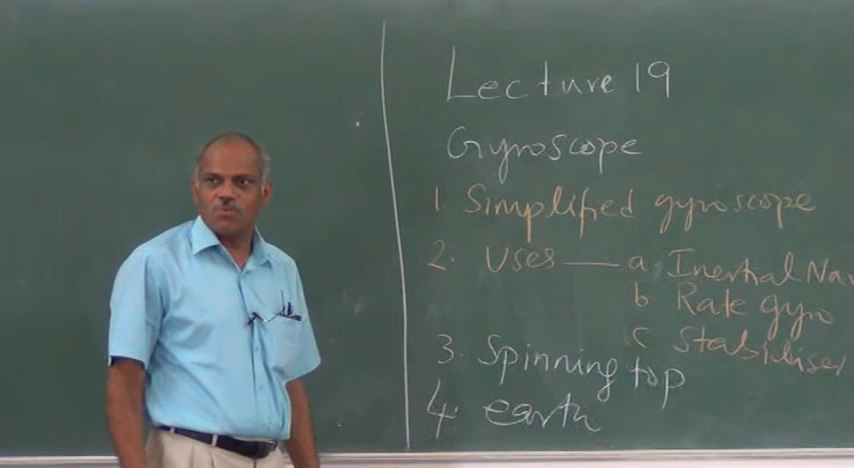 Lecture 19
Gyroscope
1. Simplified gyroscope
2. Uses — a Inertial Nav
b Rate gyro
c Stabiliser
3. Spinning top
4. earth